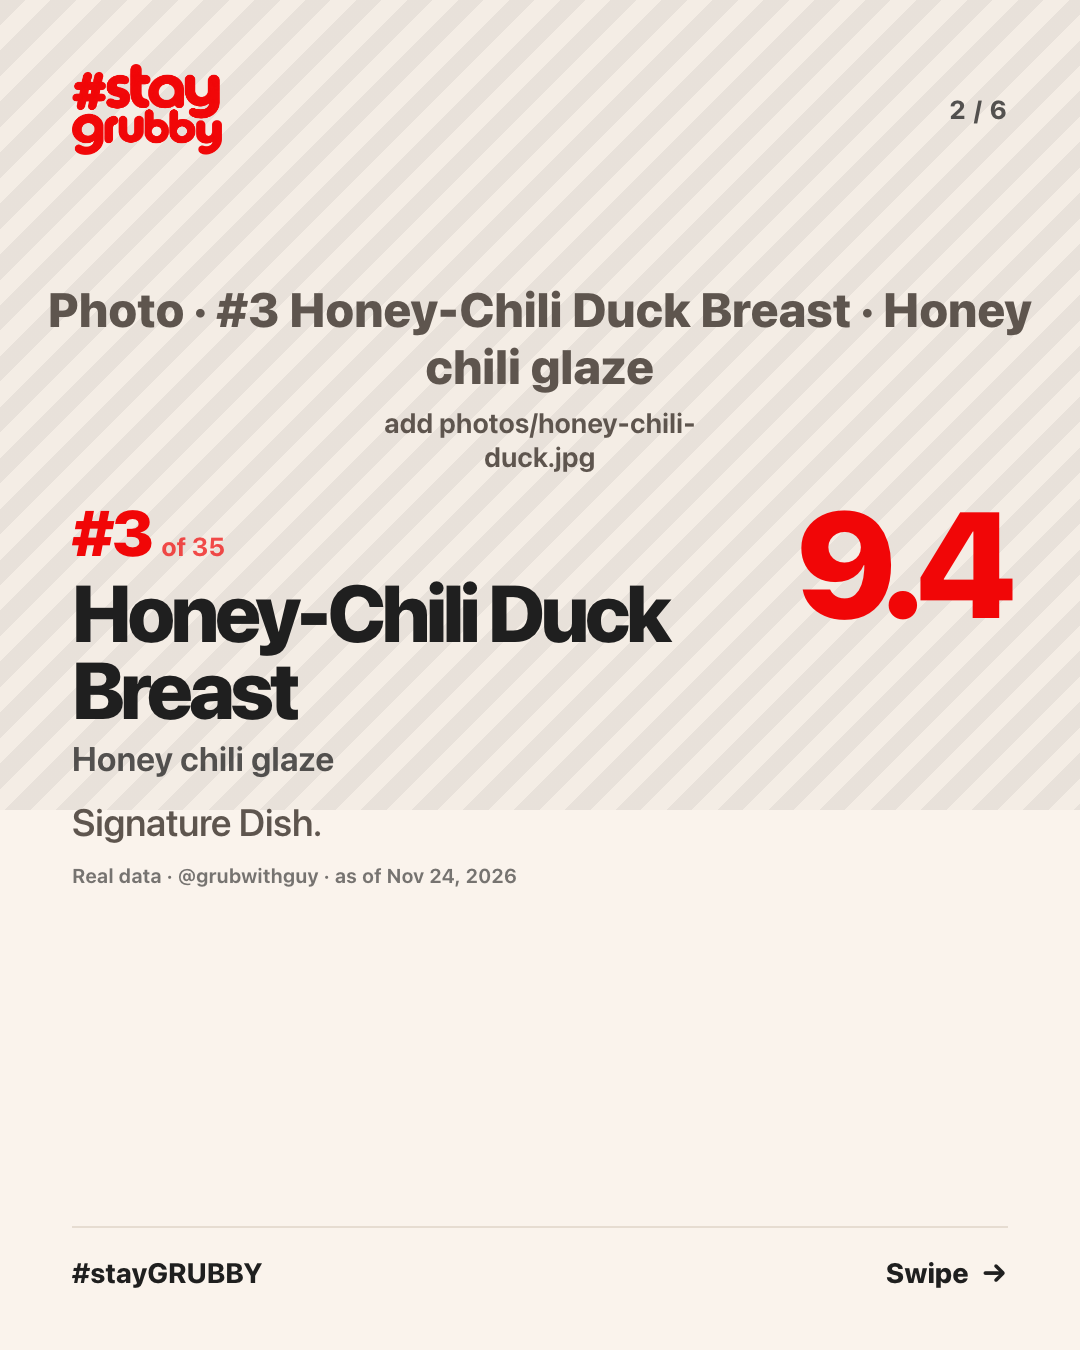 #stay
grubby
2 / 6
Photo · #3 Honey-Chili Duck Breast · Honey
chili glaze
add photos/honey-chili-
duck.jpg
#3 of 35
9.4
Honey-Chili Duck
Breast
Honey chili glaze
Signature Dish.
Real data · @grubwithguy · as of Nov 24, 2026
#stayGRUBBY
Swipe →